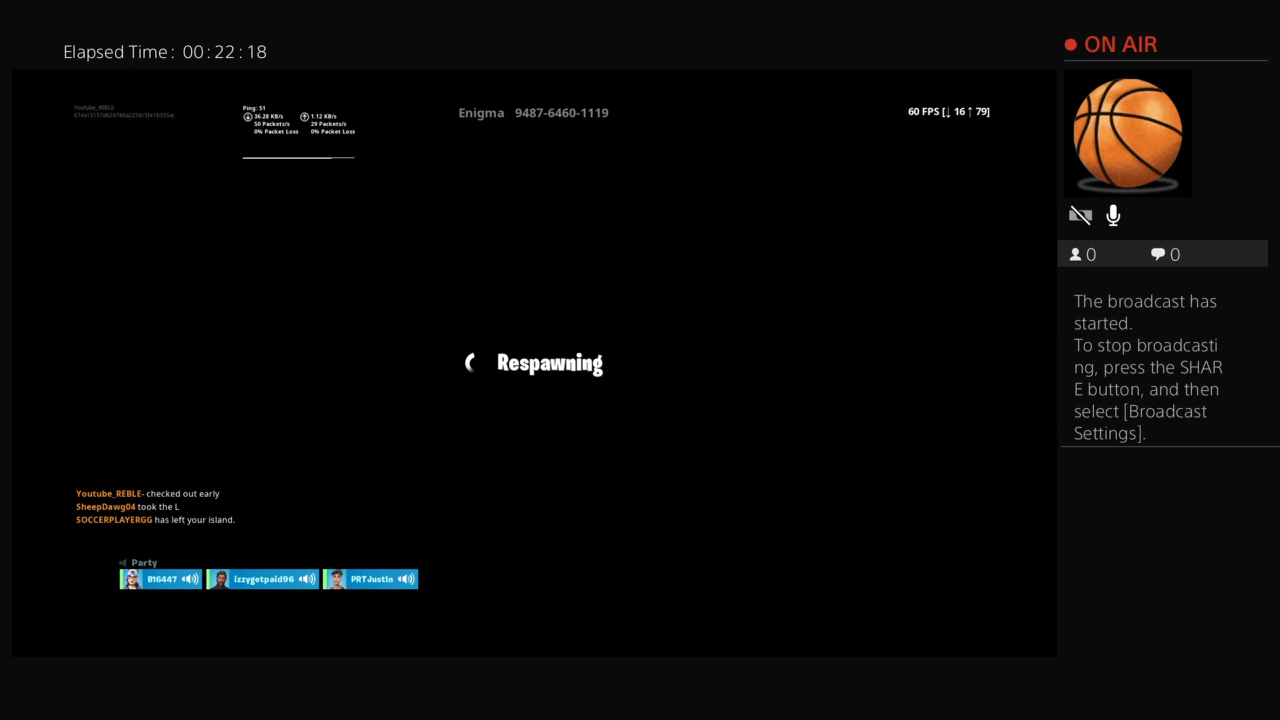 Elapsed Time: 00:22:18
ON AIR
Youtube_REBLE-
Ping: 51
36.28 KB/s 1.12 KB/s
50 Packets/s 29 Packets/s
0% Packet Loss 0% Packet Loss
Enigma 9487-6460-1119
60 FPS [↓ 16 ↑ 79]
0 0
The broadcast has
started.
To stop broadcasti
ng, press the SHAR
E button, and then
select [Broadcast
Settings].
Respawning
Youtube_REBLE- checked out early
SheepDawg04 took the L
SOCCERPLAYERGG has left your island.
Party
B16447 izzygetpaid96 PRTJustin